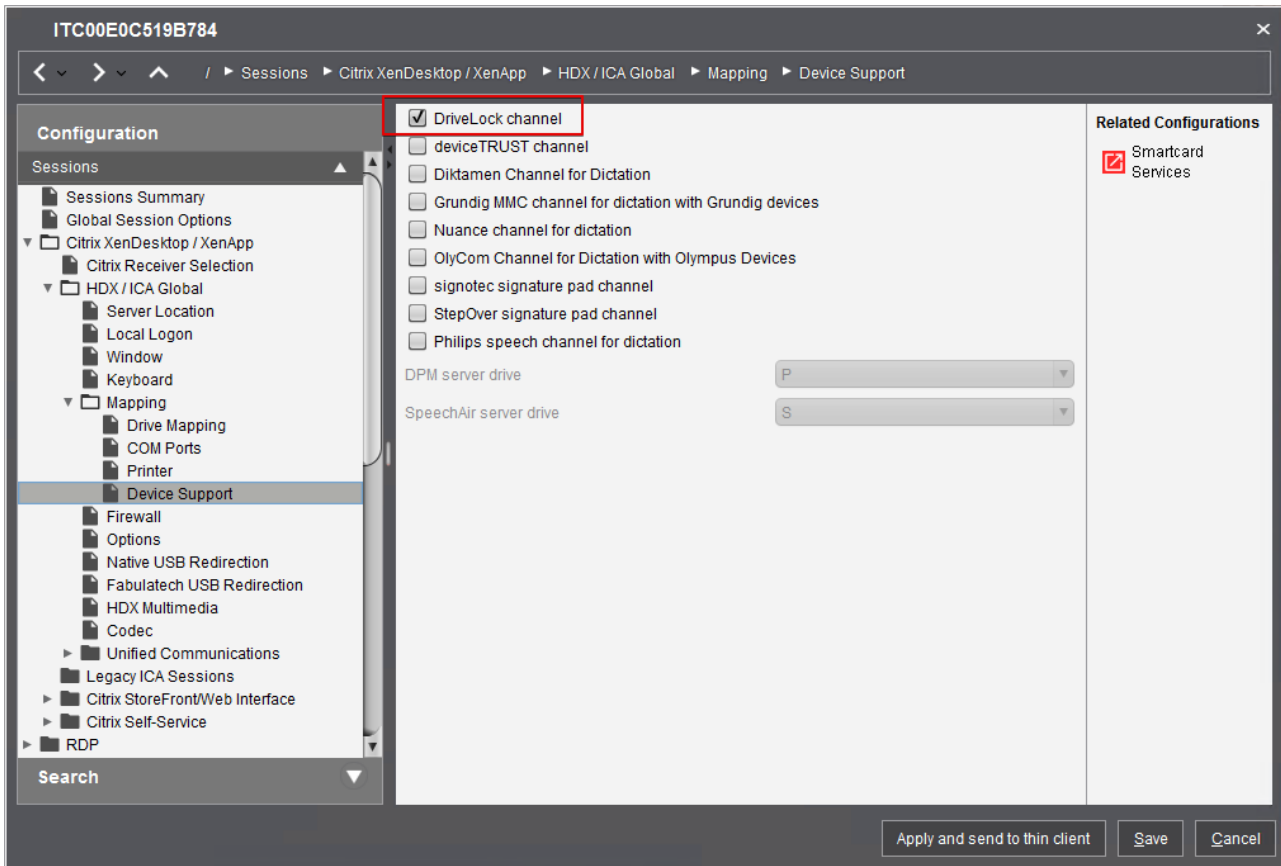 ITC00E0C519B784
/ Sessions Citrix XenDesktop / XenApp HDX / ICA Global Mapping Device Support
Configuration
Sessions
Sessions Summary
Global Session Options
Citrix XenDesktop / XenApp
Citrix Receiver Selection
HDX / ICA Global
Server Location
Local Logon
Window
Keyboard
Mapping
Drive Mapping
COM Ports
Printer
Device Support
Firewall
Options
Native USB Redirection
Fabulatech USB Redirection
HDX Multimedia
Codec
Unified Communications
Legacy ICA Sessions
Citrix StoreFront/Web Interface
Citrix Self-Service
RDP
Search
DriveLock channel
deviceTRUST channel
Diktamen Channel for Dictation
Grundig MMC channel for dictation with Grundig devices
Nuance channel for dictation
OlyCom Channel for Dictation with Olympus Devices
signotec signature pad channel
StepOver signature pad channel
Philips speech channel for dictation
DPM server drive P
SpeechAir server drive S
Related Configurations
Smartcard
Services
Apply and send to thin client Save Cancel